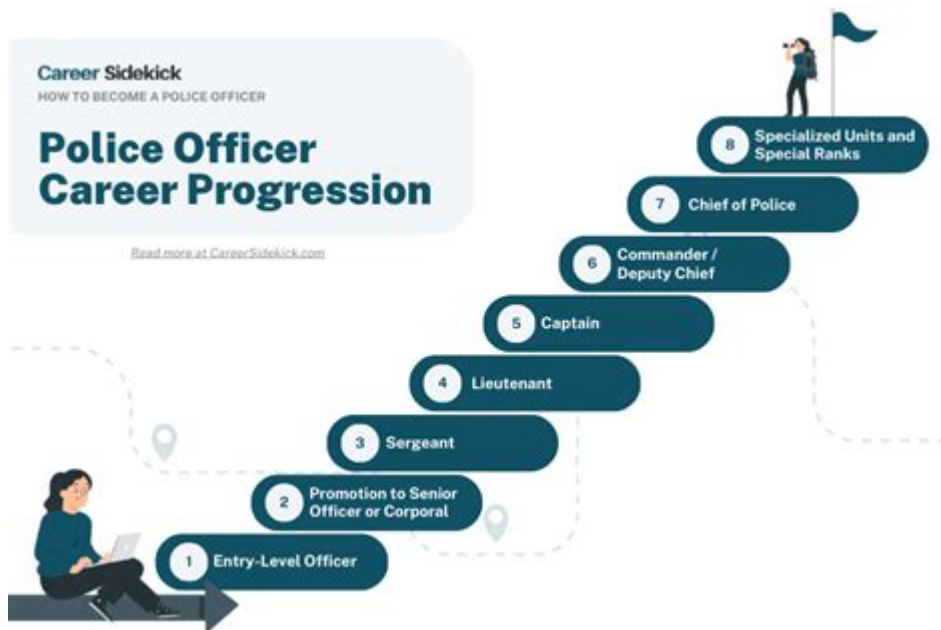 Career Sidekick
HOW TO BECOME A POLICE OFFICER
Police Officer
Career Progression
Read more at CareerSidekick.com
8 Specialized Units and
Special Ranks
7 Chief of Police
6 Commander /
Deputy Chief
5 Captain
4 Lieutenant
3 Sergeant
2 Promotion to Senior
Officer or Corporal
1 Entry-Level Officer